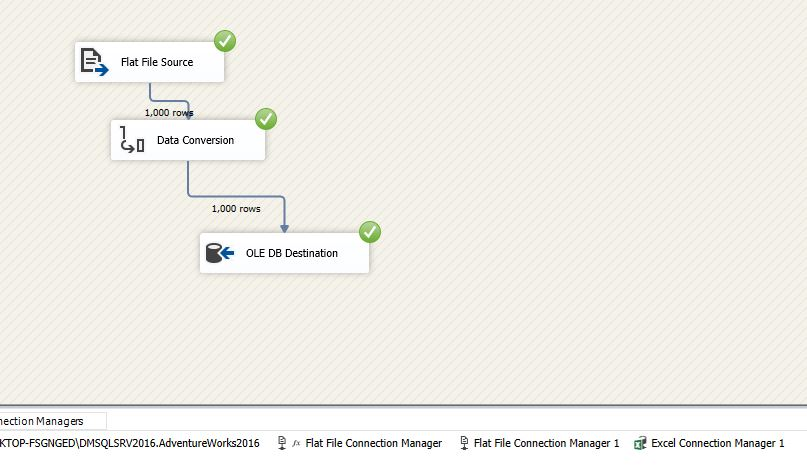 Flat File Source
1,000 rows
Data Conversion
1,000 rows
OLE DB Destination
nection Managers
KTOP-FSGNGED\DMSQLSRV2016.AdventureWorks2016 fx Flat File Connection Manager Flat File Connection Manager 1 Excel Connection Manager 1